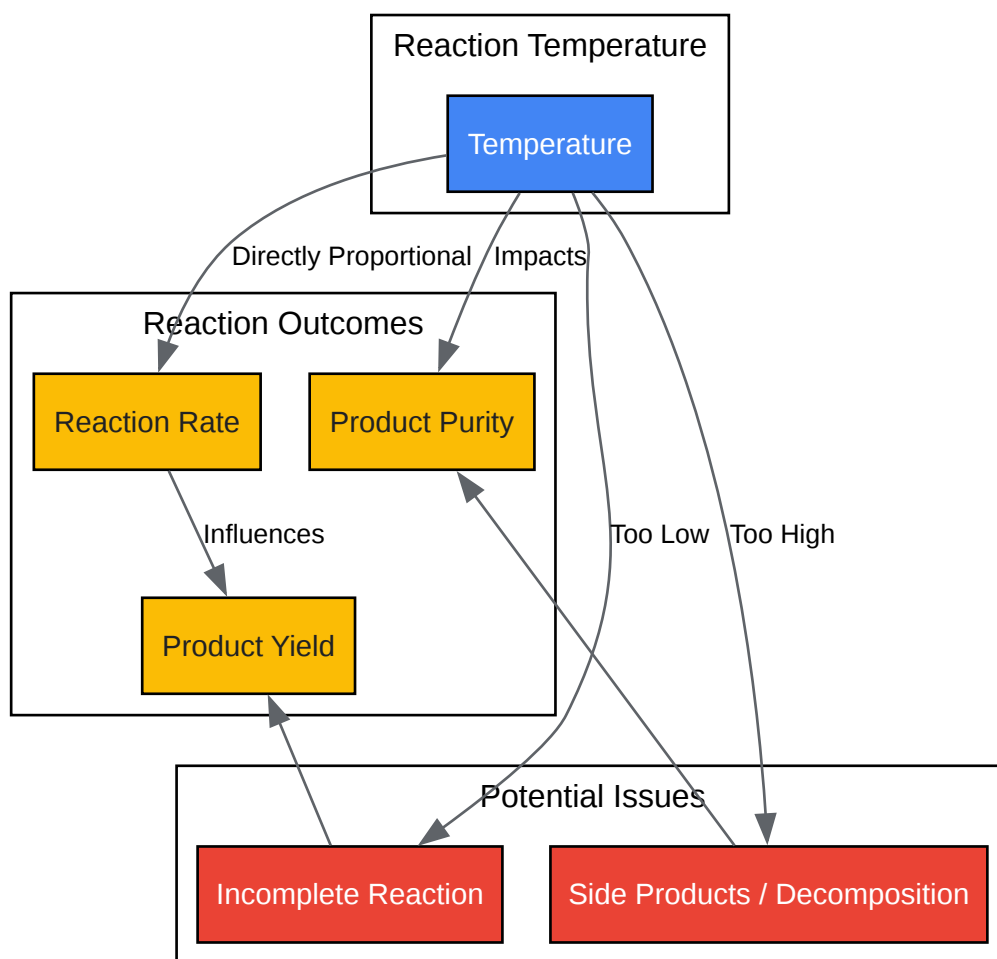 Reaction Temperature
Temperature
Directly Proportional
Impacts
Reaction Outcomes
Reaction Rate
Product Purity
Influences
Too Low
Too High
Product Yield
Potential Issues
Incomplete Reaction
Side Products / Decomposition